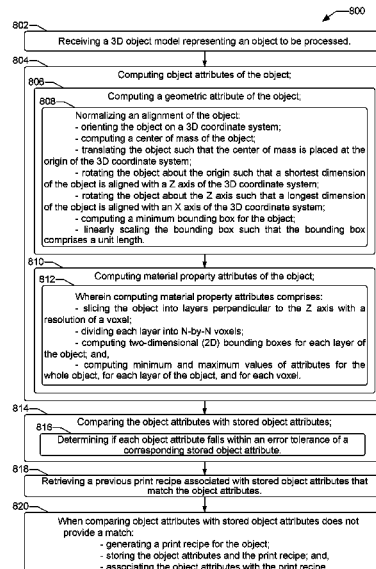 800
802
Receiving a 3D object model representing an object to be processed.
804
Computing object attributes of the object;
806
Computing a geometric attribute of the object;
808
Normalizing an alignment of the object:
- orienting the object on a 3D coordinate system;
- computing a center of mass of the object;
- translating the object such that the center of mass is placed at the
origin of the 3D coordinate system;
- rotating the object about the origin such that a shortest dimension
of the object is aligned with a Z axis of the 3D coordinate system;
- rotating the object about the Z axis such that a longest dimension
of the object is aligned with an X axis of the 3D coordinate system;
- computing a minimum bounding box for the object;
- linearly scaling the bounding box such that the bounding box
comprises a unit length.
810
Computing material property attributes of the object;
812
Wherein computing material property attributes comprises:
- slicing the object into layers perpendicular to the Z axis with a
resolution of a voxel;
- dividing each layer into N-by-N voxels;
- computing two-dimensional (2D) bounding boxes for each layer of
the object; and,
- computing minimum and maximum values of attributes for the
whole object, for each layer of the object, and for each voxel.
814
Comparing the object attributes with stored object attributes;
816
Determining if each object attribute falls within an error tolerance of a
corresponding stored object attribute.
818
Retrieving a previous print recipe associated with stored object attributes that
match the object attributes.
820
When comparing object attributes with stored object attributes does not
provide a match:
- generating a print recipe for the object;
- storing the object attributes and the print recipe; and,
- associating the object attributes with the print recipe